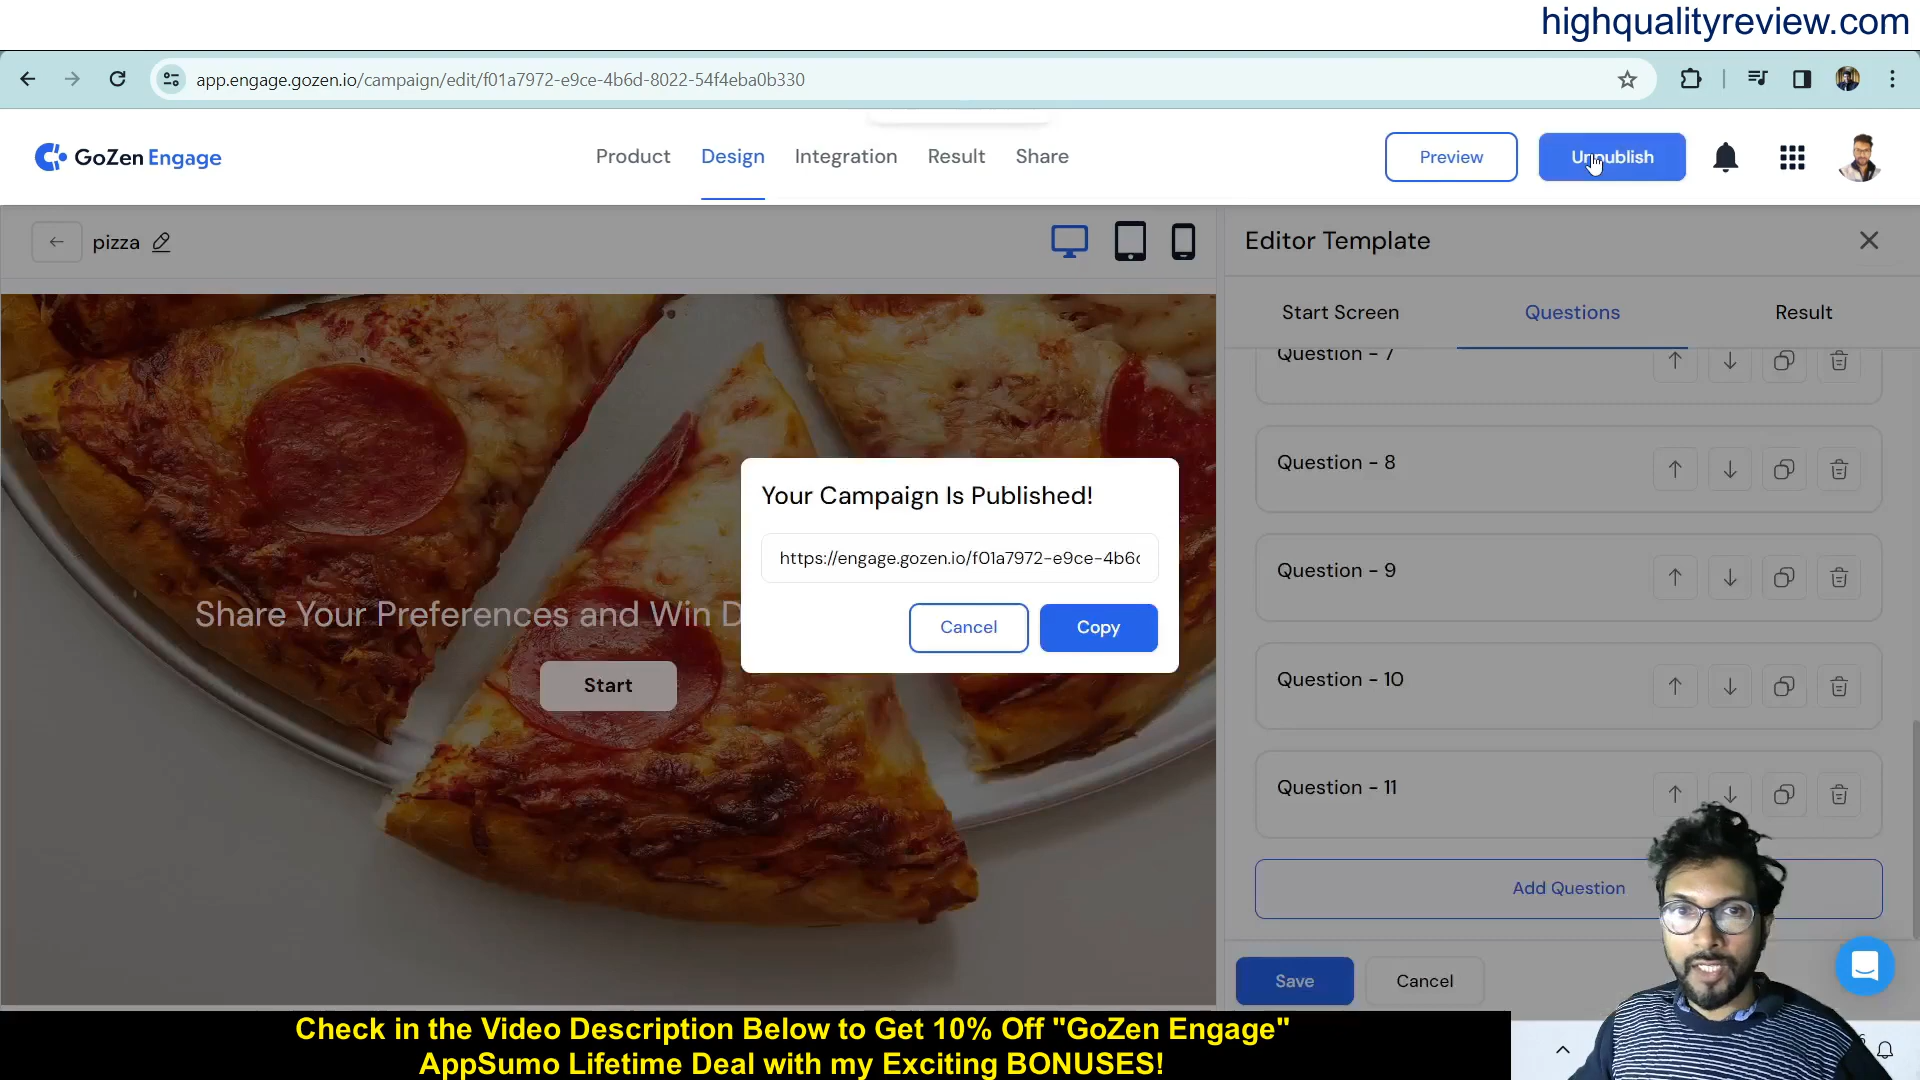 highqualityreview.com
app.engage.gozen.io/campaign/edit/f01a7972-e9ce-4b6d-8022-54f4eba0b330
GoZen Engage
Product Design Integration Result Share
Preview
Unpublish
pizza
Editor Template
Start Screen Questions Result
Question - 7
Question - 8
Question - 9
Question - 10
Question - 11
Add Question
Save Cancel
Your Campaign Is Published!
https://engage.gozen.io/f01a7972-e9ce-4b6
Cancel Copy
Share Your Preferences and Win
Start
Check in the Video Description Below to Get 10% Off "GoZen Engage"
AppSumo Lifetime Deal with my Exciting BONUSES!